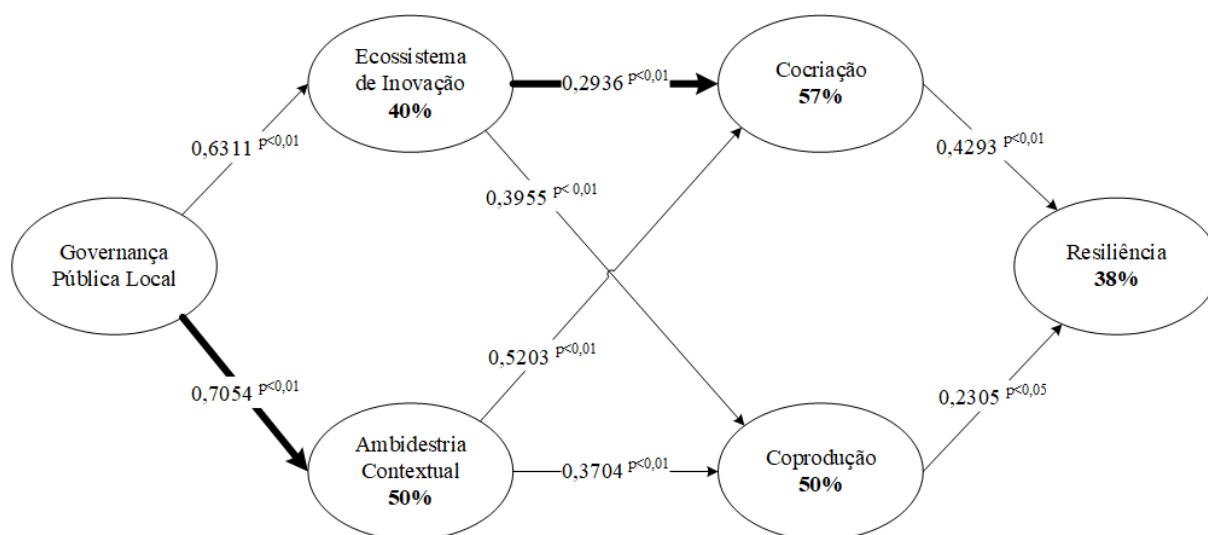 Ecossistema
de Inovação
40%
0,2936 p<0,01
Cocriação
57%
0,6311 p<0,01
0,4293 p<0,01
0,3955 p< 0,01
Governança
Pública Local
Resiliência
38%
0,5203 p<0,01
0,7054 p<0,01
0,2305 p<0,05
Ambidestria
Contextual
50%
0,3704 p<0,01
Coprodução
50%